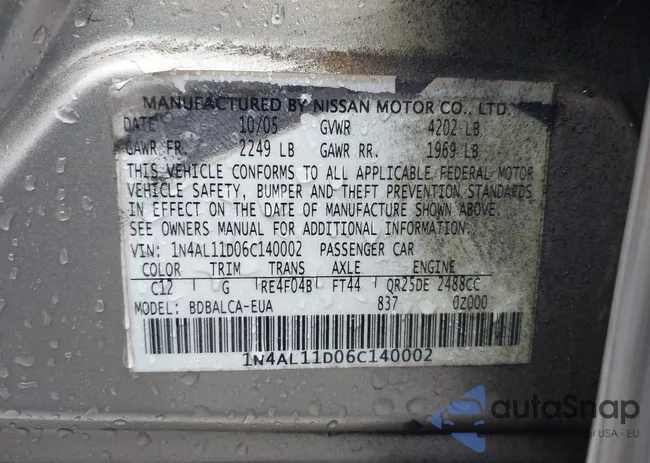 MANUFACTURED BY NISSAN MOTOR CO., LTD.
DATE 10/05 GVWR 4202 LB
GAWR FR. 2249 LB GAWR RR. 1969 LB
THIS VEHICLE CONFORMS TO ALL APPLICABLE FEDERAL MOTOR
VEHICLE SAFETY, BUMPER AND THEFT PREVENTION STANDARDS
IN EFFECT ON THE DATE OF MANUFACTURE SHOWN ABOVE.
SEE OWNERS MANUAL FOR ADDITIONAL INFORMATION.
VIN: 1N4AL11D06C140002 PASSENGER CAR
COLOR TRIM TRANS AXLE ENGINE
C12 G RE4F04B FT44 QR25DE 2488CC
MODEL: BDBALCA-EUA 837 0Z000
1N4AL11D06C140002
autoSnap
USA - EU